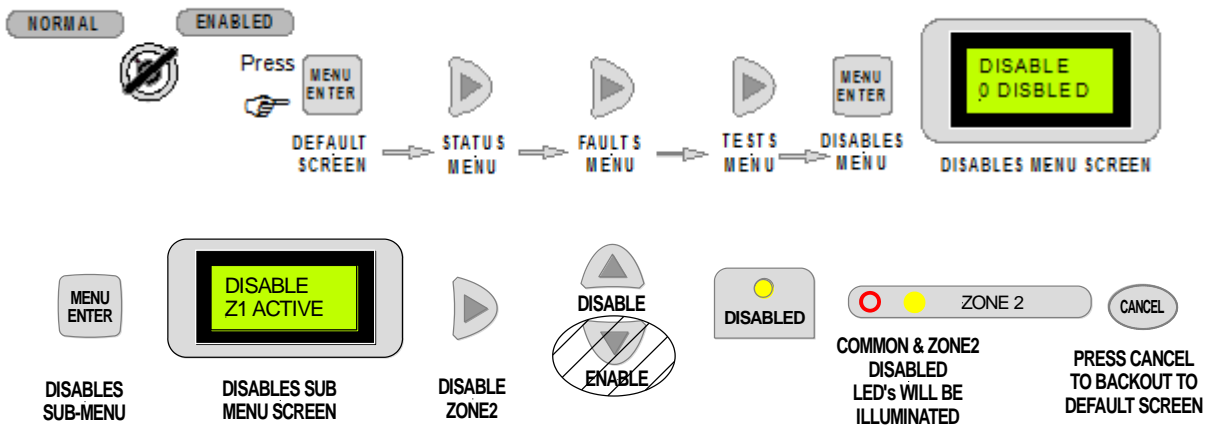 NORMAL
ENABLED
Press
MENU
ENTER
MENU
ENTER
DISABLE
0 DISBLED
DEFAULT
SCREEN
STATUS
MENU
FAULTS
MENU
TESTS
MENU
DISABLES
MENU
DISABLES MENU SCREEN
MENU
ENTER
DISABLE
Z1 ACTIVE
DISABLE
ENABLE
DISABLED
ZONE 2
CANCEL
DISABLES
SUB-MENU
DISABLES SUB
MENU SCREEN
DISABLE
ZONE2
COMMON & ZONE2
DISABLED
LED's WILL BE
ILLUMINATED
PRESS CANCEL
TO BACKOUT TO
DEFAULT SCREEN